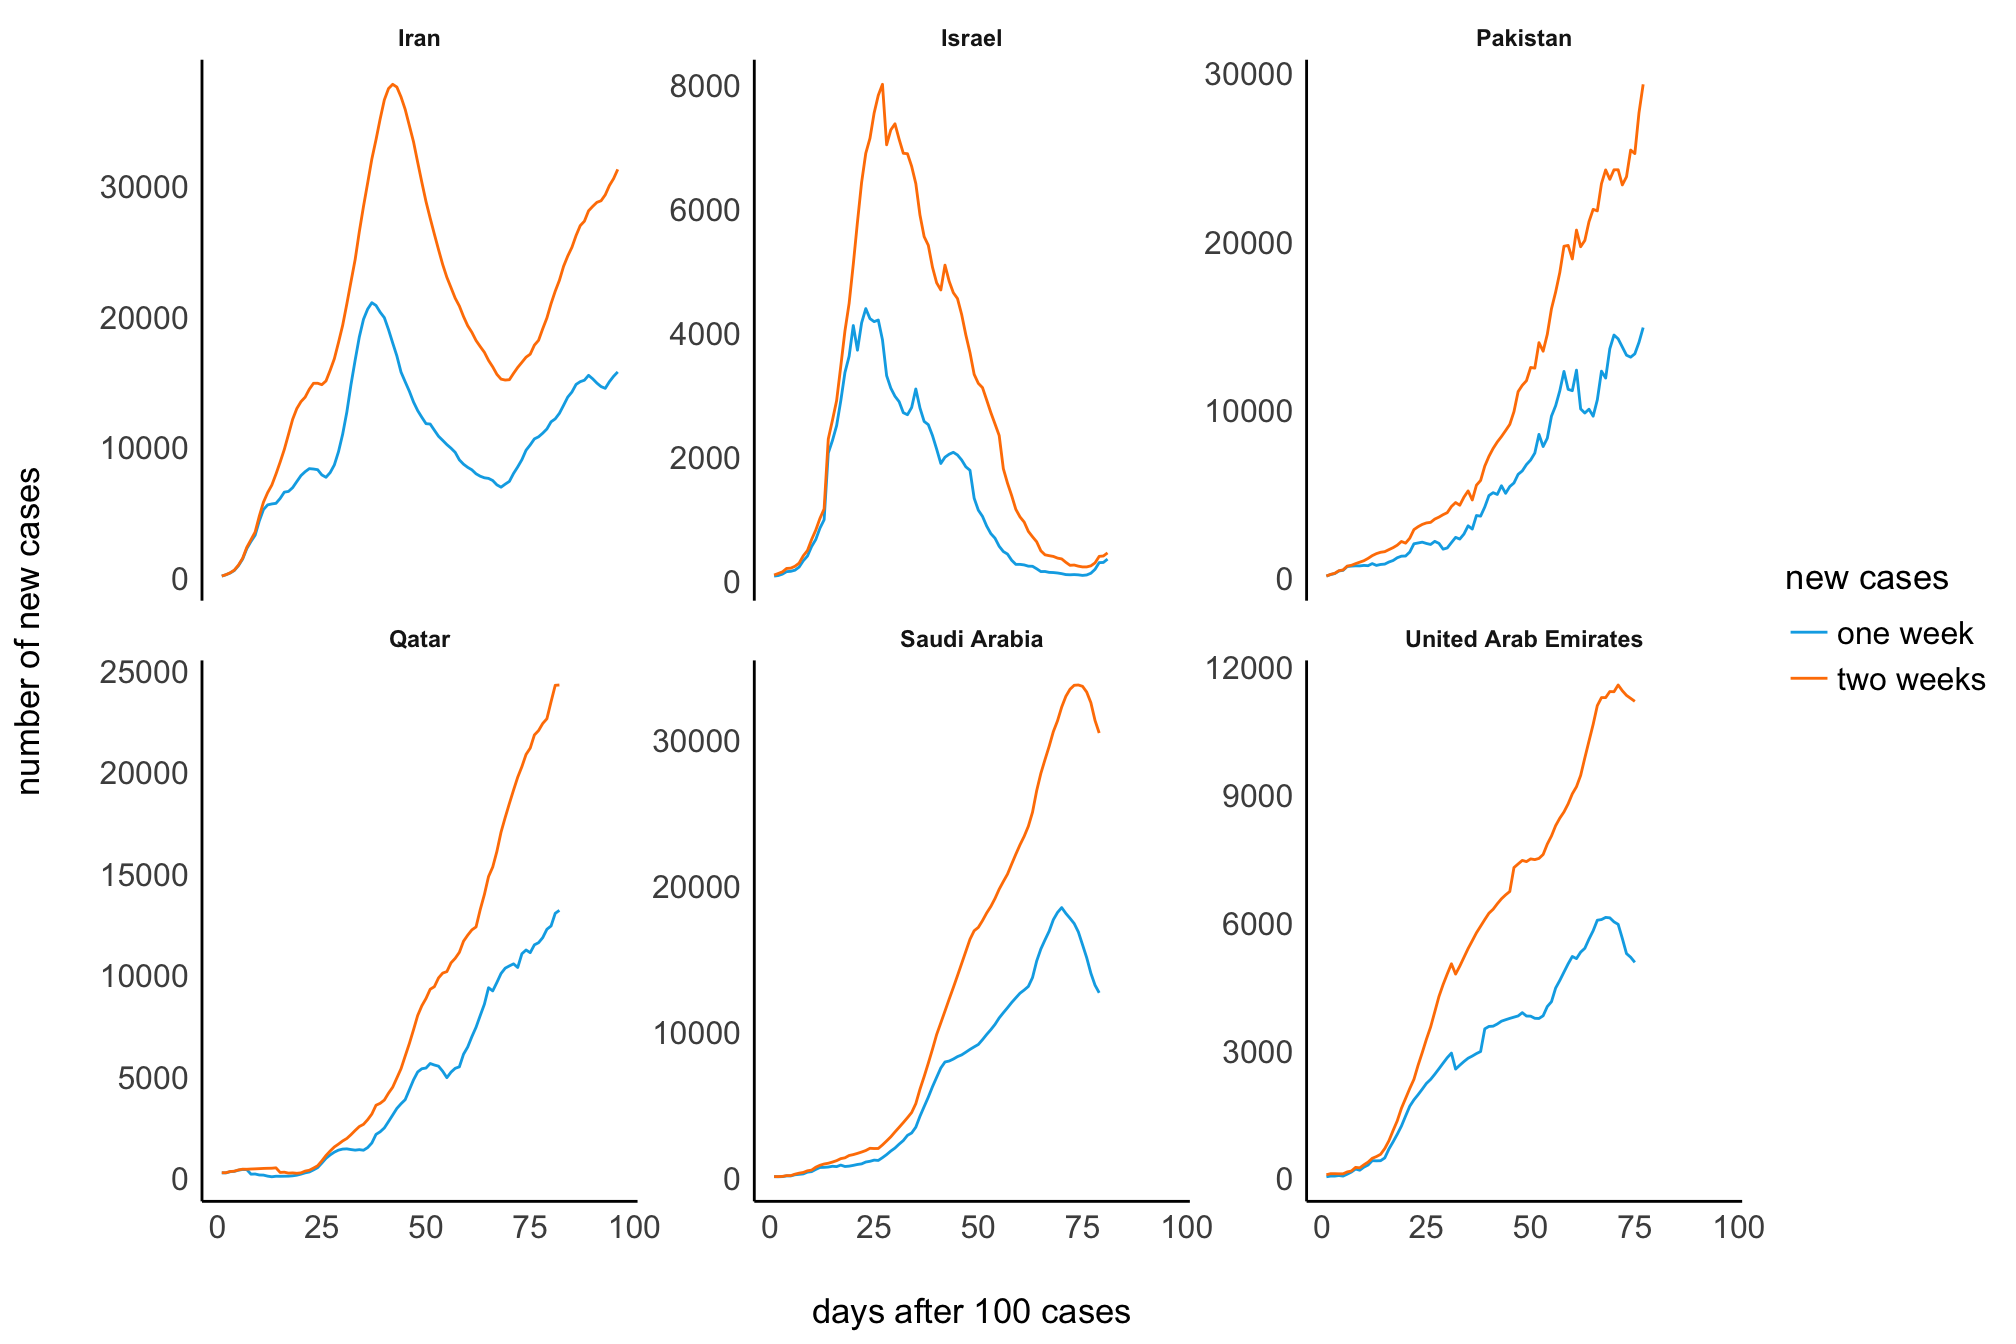 Iran
Israel
Pakistan
30000
20000
10000
0
8000
6000
4000
2000
0
30000
20000
10000
0
number of new cases
Qatar
Saudi Arabia
United Arab Emirates
25000
20000
15000
10000
5000
0
30000
20000
10000
0
12000
9000
6000
3000
0
0 25 50 75 100
0 25 50 75 100
0 25 50 75 100
days after 100 cases
new cases
one week
two weeks